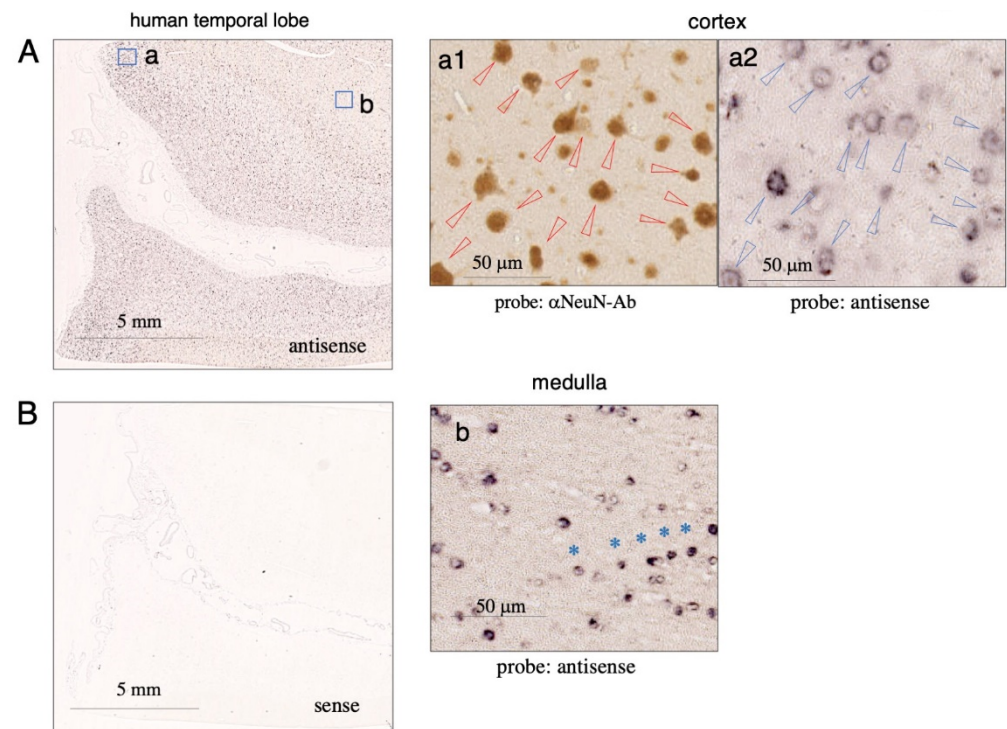 human temporal lobe
cortex
A
a
b
5 mm
antisense
a1
50 μm
probe: αNeuN-Ab
a2
50 μm
probe: antisense
B
5 mm
sense
medulla
b
* * * * *
50 μm
probe: antisense